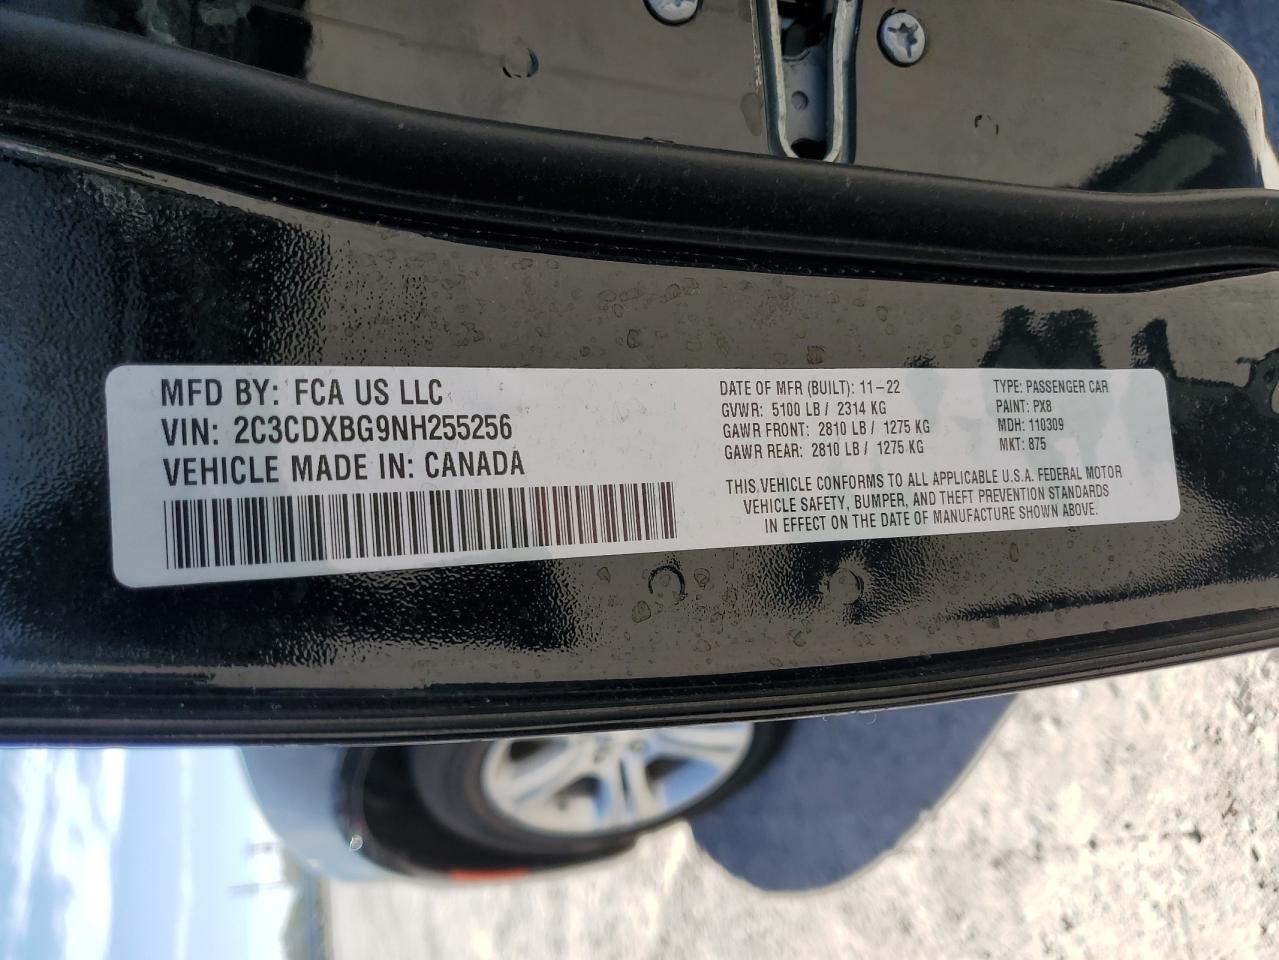 MFD BY: FCA US LLC
VIN: 2C3CDXBG9NH255256
VEHICLE MADE IN: CANADA
DATE OF MFR (BUILT): 11-22
GVWR: 5100 LB / 2314 KG
GAWR FRONT: 2810 LB / 1275 KG
GAWR REAR: 2810 LB / 1275 KG
TYPE: PASSENGER CAR
PAINT: PX8
MDH: 110309
MKT: 875
THIS VEHICLE CONFORMS TO ALL APPLICABLE U.S.A. FEDERAL MOTOR
VEHICLE SAFETY, BUMPER, AND THEFT PREVENTION STANDARDS
IN EFFECT ON THE DATE OF MANUFACTURE SHOWN ABOVE.